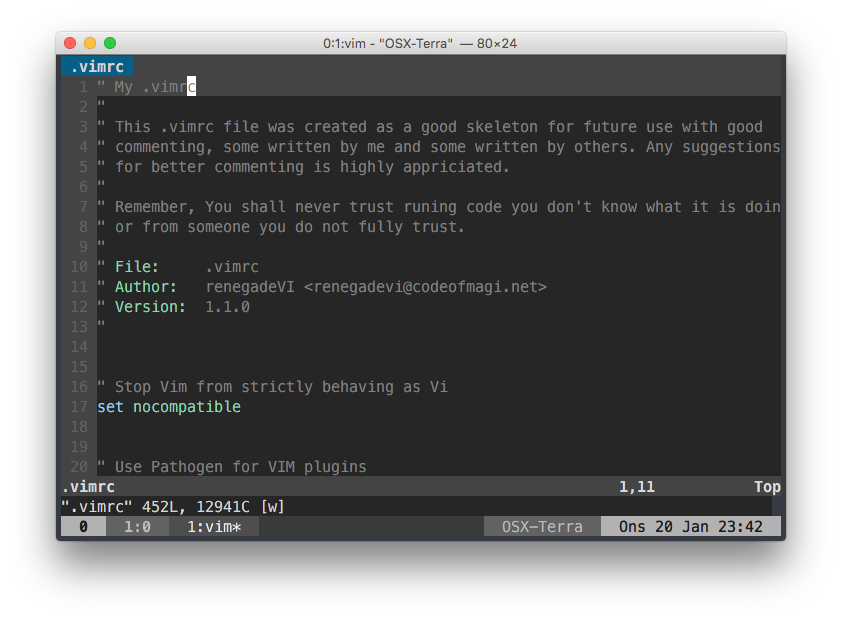 0:1:vim - "OSX-Terra" — 80×24
.vimrc
1 " My .vimrc
2 "
3 " This .vimrc file was created as a good skeleton for future use with good
4 " commenting, some written by me and some written by others. Any suggestions
5 " for better commenting is highly appriciated.
6 "
7 " Remember, You shall never trust runing code you don't know what it is doin
8 " or from someone you do not fully trust.
9 "
10 " File:     .vimrc
11 " Author:   renegadeVI <renegadevi@codeofmagi.net>
12 " Version:  1.1.0
13 "
14
15
16 " Stop Vim from strictly behaving as Vi
17 set nocompatible
18
19
20 " Use Pathogen for VIM plugins
.vimrc 1,11 Top
".vimrc" 452L, 12941C [w]
0 1:0 1:vim* OSX-Terra Ons 20 Jan 23:42